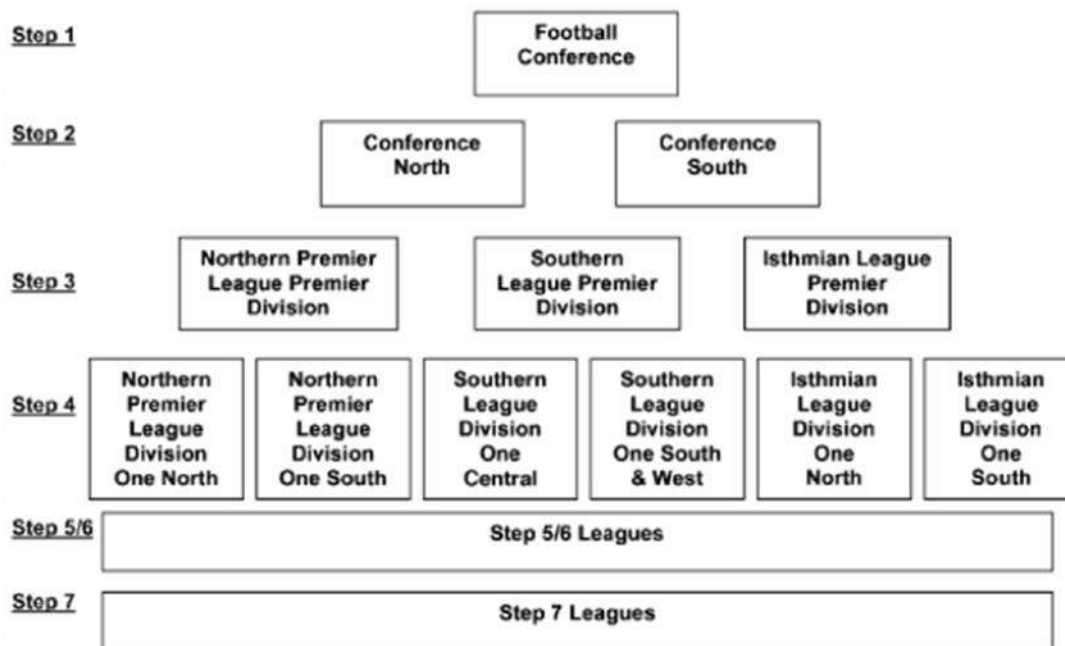 Step 1
Football
Conference
Step 2
Conference
North
Conference
South
Step 3
Northern Premier
League Premier
Division
Southern
League Premier
Division
Isthmian League
Premier
Division
Step 4
Northern
Premier
League
Division
One North
Northern
Premier
League
Division
One South
Southern
League
Division
One
Central
Southern
League
Division
One South
& West
Isthmian
League
Division
One
North
Isthmian
League
Division
One
South
Step 5/6
Step 5/6 Leagues
Step 7
Step 7 Leagues